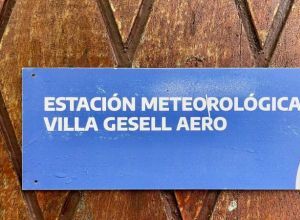 ESTACIÓN METEOROLÓGICA
VILLA GESELL AERO